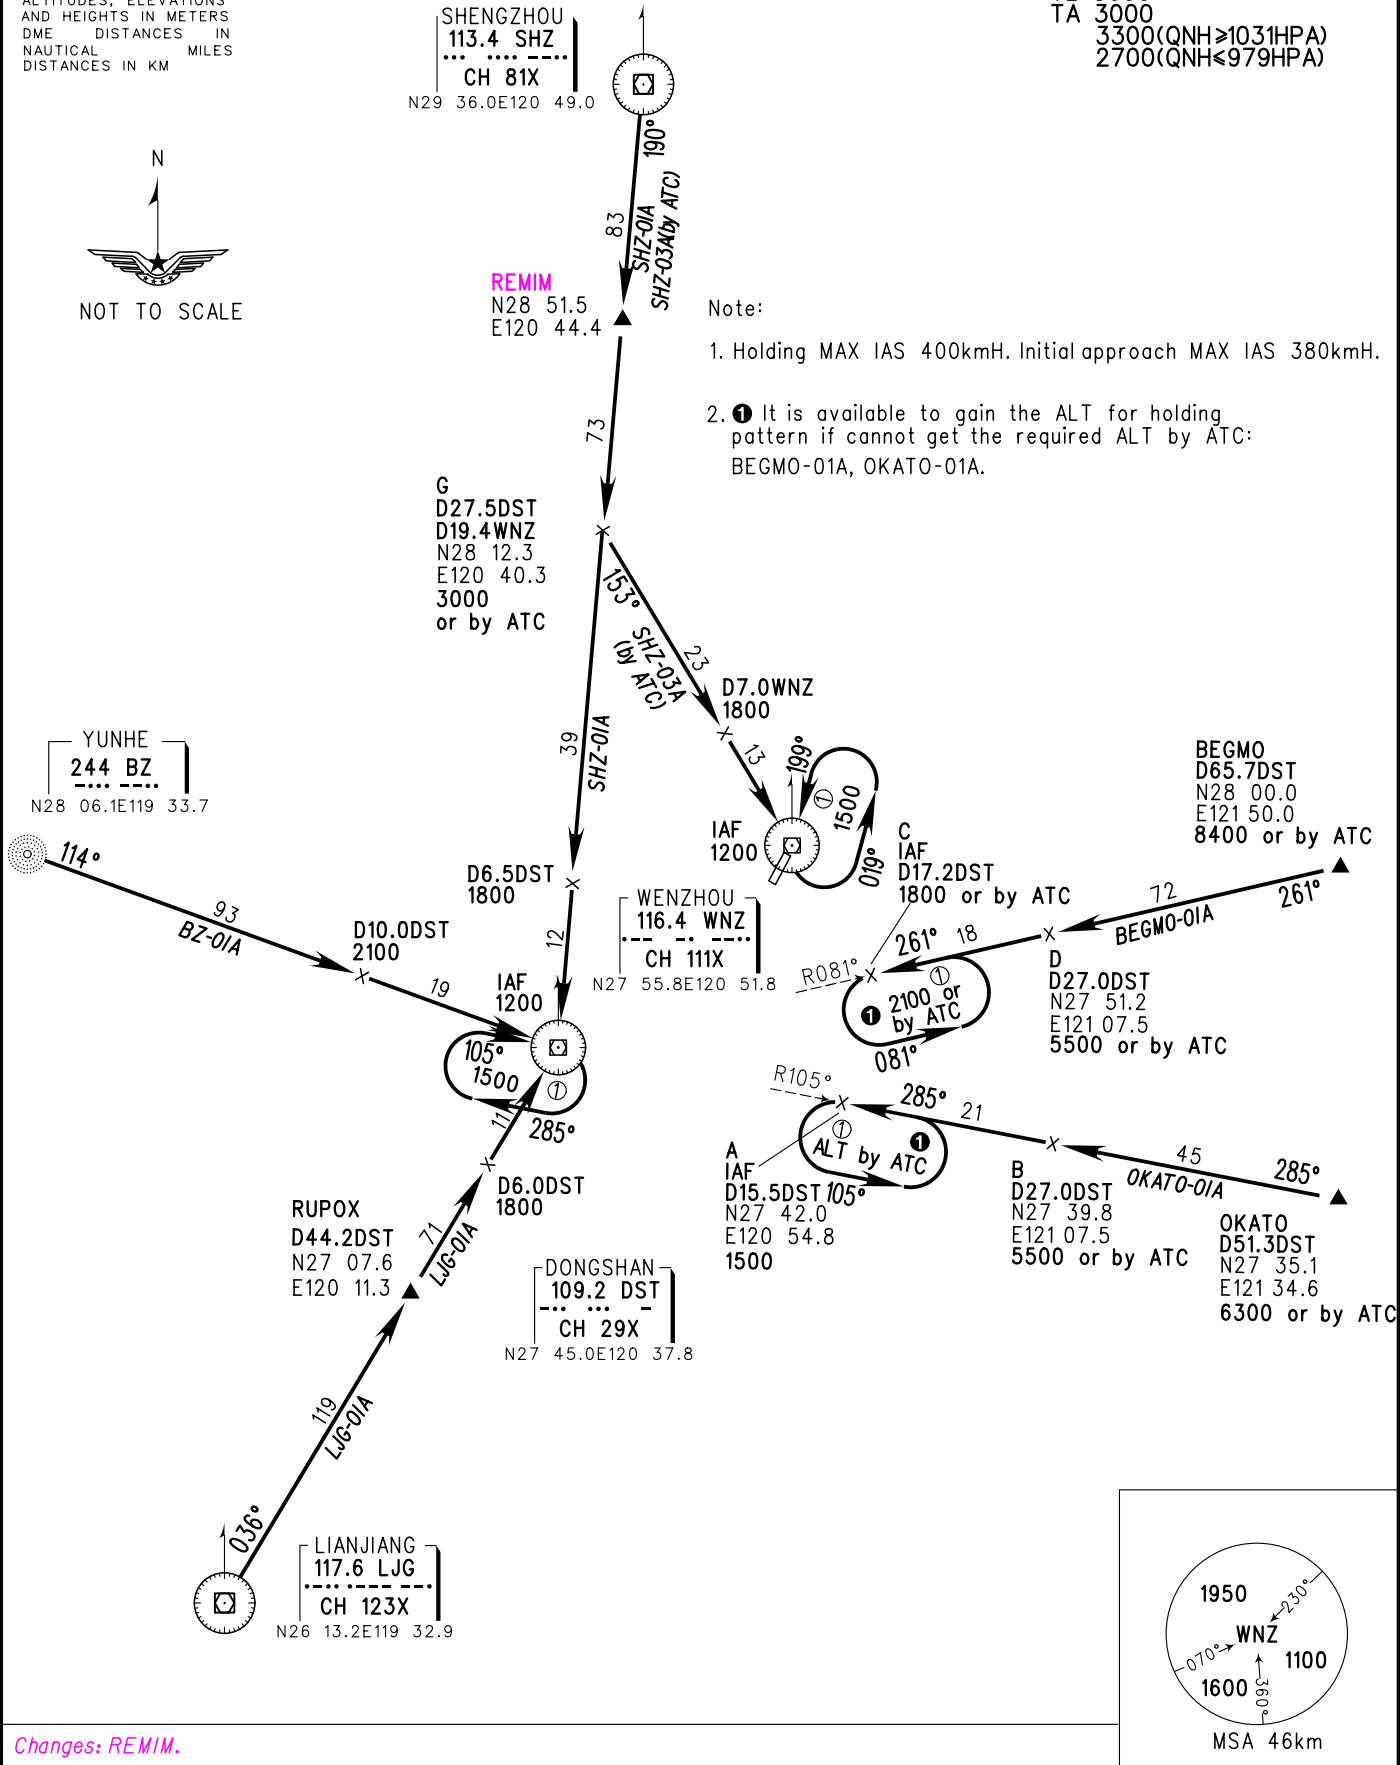 ALTITUDES, ELEVATIONS
AND HEIGHTS IN METERS
DME DISTANCES IN
NAUTICAL MILES
DISTANCES IN KM
TA 3000
3300(QNH≥1031HPA)
2700(QNH≤979HPA)
SHENGZHOU
113.4 SHZ
CH 81X
N29 36.0E120 49.0
N
NOT TO SCALE
190°
83
SHZ-01A
SHZ-03A(by ATC)
REMIM
N28 51.5
E120 44.4
Note:
1. Holding MAX IAS 400kmH. Initial approach MAX IAS 380kmH.
2. ❶ It is available to gain the ALT for holding
pattern if cannot get the required ALT by ATC:
BEGMO-01A, OKATO-01A.
73
G
D27.5DST
D19.4WNZ
N28 12.3
E120 40.3
3000
or by ATC
153°
SHZ-03A
(by ATC)
23
D7.0WNZ
1800
13
39
SHZ-01A
199°
①
1500
019°
IAF
1200
YUNHE
244 BZ
N28 06.1E119 33.7
114°
93
BZ-01A
D10.0DST
2100
19
D6.5DST
1800
12
IAF
1200
WENZHOU
116.4 WNZ
CH 111X
N27 55.8E120 51.8
C
IAF
D17.2DST
1800 or by ATC
BEGMO
D65.7DST
N28 00.0
E121 50.0
8400 or by ATC
261°
72
BEGMO-01A
18
261°
R081°
①
❶ 2100 or
by ATC
081°
D
D27.0DST
N27 51.2
E121 07.5
5500 or by ATC
105°
1500
①
285°
11
D6.0DST
1800
R105°
285°
21
①
❶
ALT by ATC
105°
A
IAF
D15.5DST
N27 42.0
E120 54.8
1500
B
D27.0DST
N27 39.8
E121 07.5
5500 or by ATC
45
OKATO-01A
285°
OKATO
D51.3DST
N27 35.1
E121 34.6
6300 or by ATC
RUPOX
D44.2DST
N27 07.6
E120 11.3
71
LJG-01A
DONGSHAN
109.2 DST
CH 29X
N27 45.0E120 37.8
119
LJG-01A
036°
LIANJIANG
117.6 LJG
CH 123X
N26 13.2E119 32.9
1950
230°
WNZ
070°
1100
1600
360°
MSA 46km
Changes: REMIM.